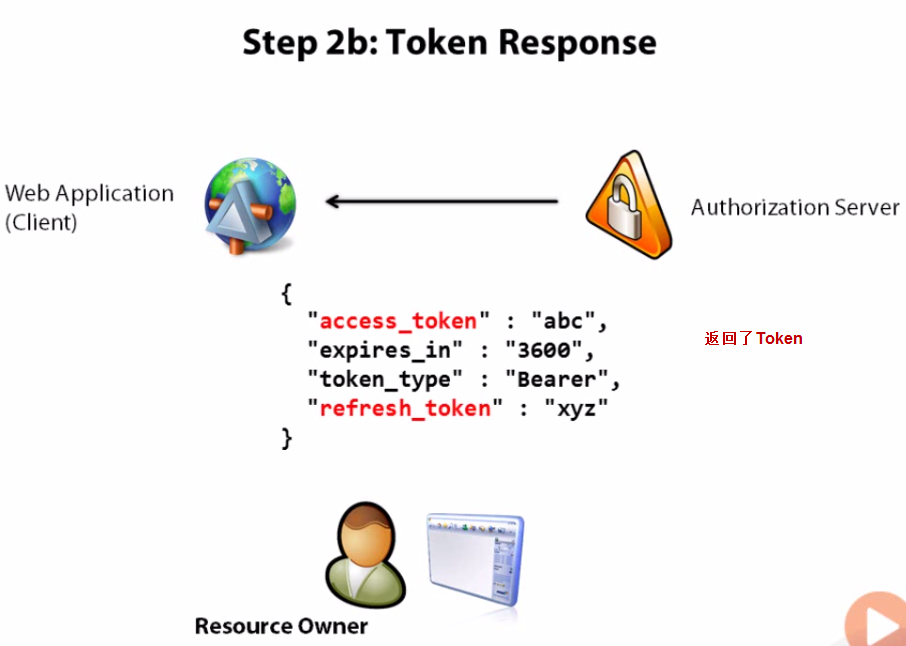 Step 2b: Token Response
Web Application
(Client)
Authorization Server
{
"access_token" : "abc",
"expires_in" : "3600",
"token_type" : "Bearer",
"refresh_token" : "xyz"
}
返回了Token
Resource Owner